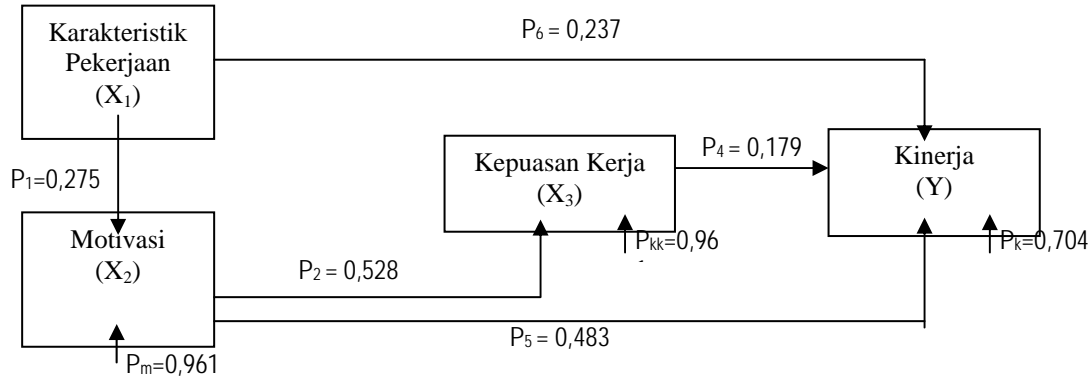 Karakteristik
Pekerjaan
(X₁)
P₆ = 0,237
Kepuasan Kerja
(X₃)
P₄ = 0,179
Kinerja
(Y)
P₁=0,275
Motivasi
(X₂)
P₂ = 0,528
Pkk=0,96
Pk=0,704
P₅ = 0,483
Pm=0,961